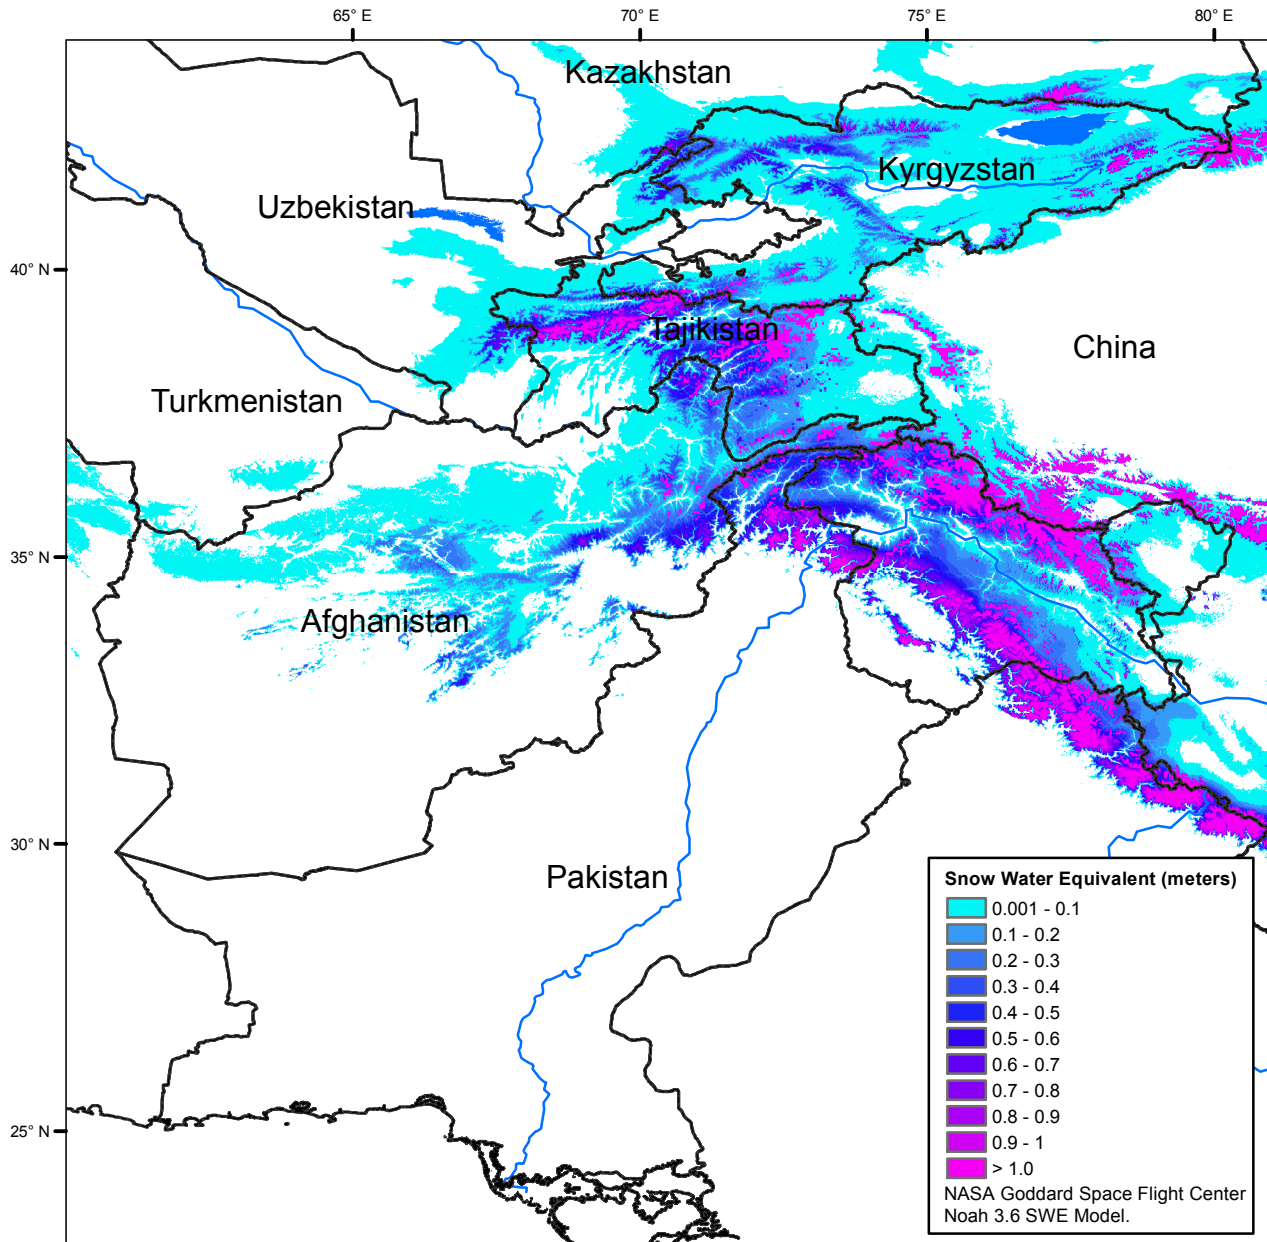 65° E
70° E
75° E
80° E
Kazakhstan
Kyrgyzstan
Uzbekistan
40° N
Tajikistan
China
Turkmenistan
35° N
Afghanistan
30° N
Pakistan
25° N
Snow Water Equivalent (meters)
0.001 - 0.1
0.1 - 0.2
0.2 - 0.3
0.3 - 0.4
0.4 - 0.5
0.5 - 0.6
0.6 - 0.7
0.7 - 0.8
0.8 - 0.9
0.9 - 1
> 1.0
NASA Goddard Space Flight Center
Noah 3.6 SWE Model.